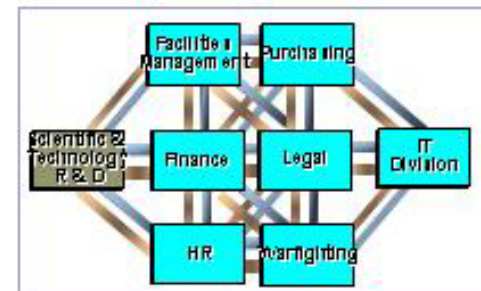 Facilities
Management
Purchasing
Scientific &
Technology
R & D
Finance
Legal
IT
Division
HR
Warfighting